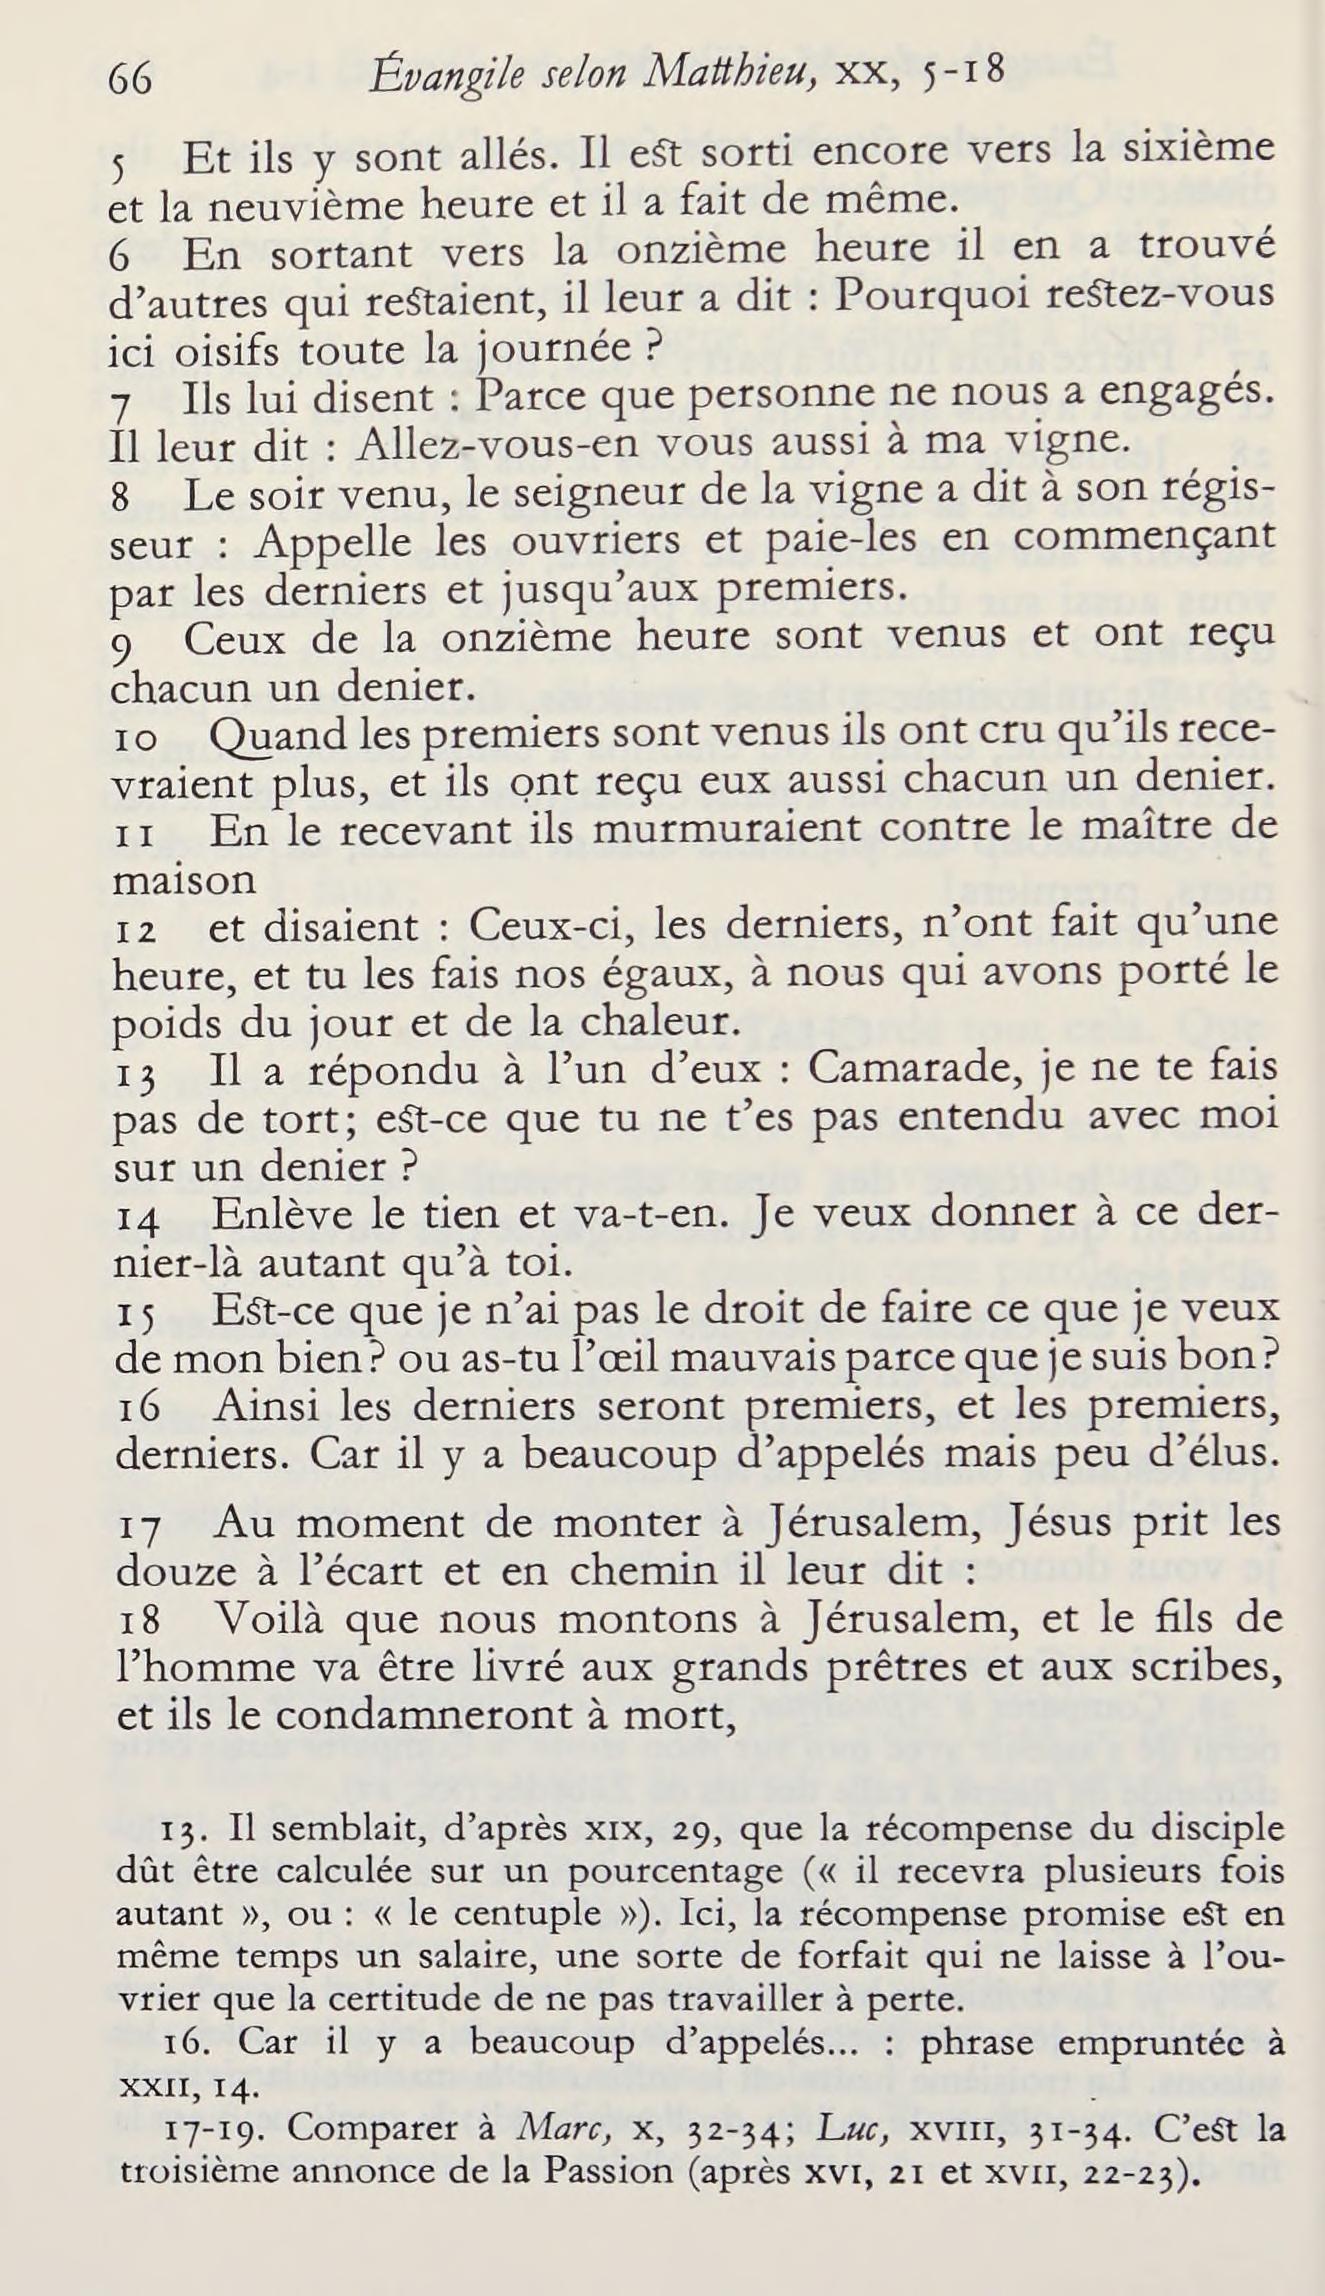 66 Évangile selon Matthieu, XX, 5-18
5 Et ils y sont allés. Il est sorti encore vers la sixième
et la neuvième heure et il a fait de même.
6 En sortant vers la onzième heure il en a trouvé
d’autres qui restaient, il leur a dit : Pourquoi restez-vous
ici oisifs toute la journée ?
7 Ils lui disent : Parce que personne ne nous a engagés.
Il leur dit : Allez-vous-en vous aussi à ma vigne.
8 Le soir venu, le seigneur de la vigne a dit à son régis-
seur : Appelle les ouvriers et paie-les en commençant
par les derniers et jusqu’aux premiers.
9 Ceux de la onzième heure sont venus et ont reçu
chacun un denier.
10 Quand les premiers sont venus ils ont cru qu’ils rece-
vraient plus, et ils ont reçu eux aussi chacun un denier.
11 En le recevant ils murmuraient contre le maître de
maison
12 et disaient : Ceux-ci, les derniers, n’ont fait qu’une
heure, et tu les fais nos égaux, à nous qui avons porté le
poids du jour et de la chaleur.
13 Il a répondu à l’un d’eux : Camarade, je ne te fais
pas de tort; est-ce que tu ne t’es pas entendu avec moi
sur un denier ?
14 Enlève le tien et va-t-en. Je veux donner à ce der-
nier-là autant qu’à toi.
15 Est-ce que je n’ai pas le droit de faire ce que je veux
de mon bien? ou as-tu l’œil mauvais parce que je suis bon?
16 Ainsi les derniers seront premiers, et les premiers,
derniers. Car il y a beaucoup d’appelés mais peu d’élus.
17 Au moment de monter à Jérusalem, Jésus prit les
douze à l’écart et en chemin il leur dit :
18 Voilà que nous montons à Jérusalem, et le fils de
l’homme va être livré aux grands prêtres et aux scribes,
et ils le condamneront à mort,
13. Il semblait, d’après XIX, 29, que la récompense du disciple
dût être calculée sur un pourcentage (« il recevra plusieurs fois
autant », ou : « le centuple »). Ici, la récompense promise est en
même temps un salaire, une sorte de forfait qui ne laisse à l’ou-
vrier que la certitude de ne pas travailler à perte.
16. Car il y a beaucoup d’appelés... : phrase empruntée à
XXII, 14.
17-19. Comparer à Marc, X, 32-34; Luc, XVIII, 31-34. C’est la
troisième annonce de la Passion (après XVI, 21 et XVII, 22-23).